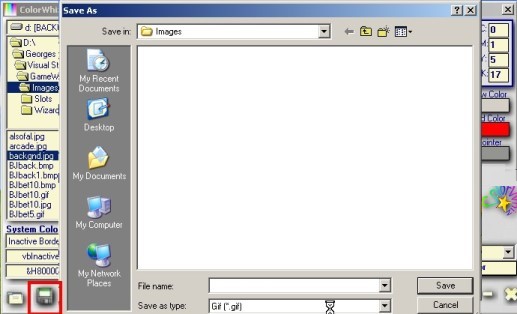 ColorWhi
Save As
d: [BACK
D:\
Georges
Visual St
GameWi
Images
Slots
Wizard
alsofal.jpg
arcade.jpg
backgnd.jpg
BJback.bmp
BJback1.bmp
BJbet10.bmp
BJbet10.gif
BJbet10.jpg
BJbet5.gif
System Colo
Inactive Borde
vbInactive
&H80000
Save in:
Images
My Recent
Documents
Desktop
My Documents
My Computer
My Network
Places
File name:
Save
Save as type:
Gif (*.gif)
Cancel
C:
0
M:
1
Y:
5
K:
17
w Color
d Color
ointer